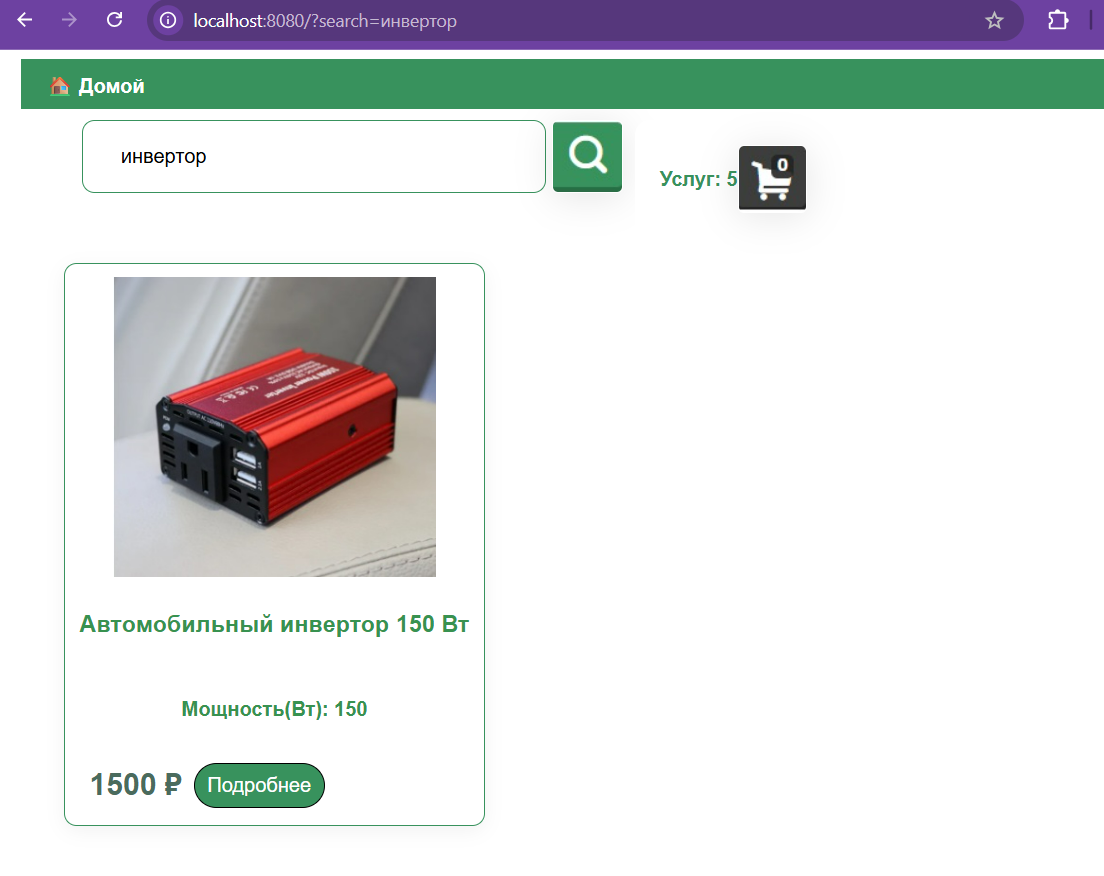 localhost:8080/?search=инвертор
Домой
инвертор
Услуг: 5
0
Автомобильный инвертор 150 Вт
Мощность(Вт): 150
1500 ₽ Подробнее